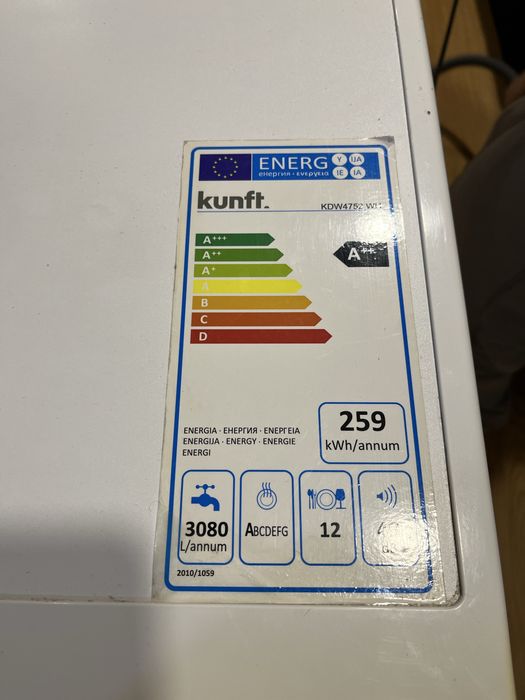 ENERG
Y IJA
IE IA
енергия · ενεργεια
kunft.
KDW4752
A+++
A++
A++
A+
A
B
C
D
259
kWh/annum
ENERGIA · ЕНЕРГИЯ · ΕΝΕΡΓΕΙΑ
ENERGIJA · ENERGY · ENERGIE
ENERGI
3080
L/annum
ABCDEFG
12
2010/1059